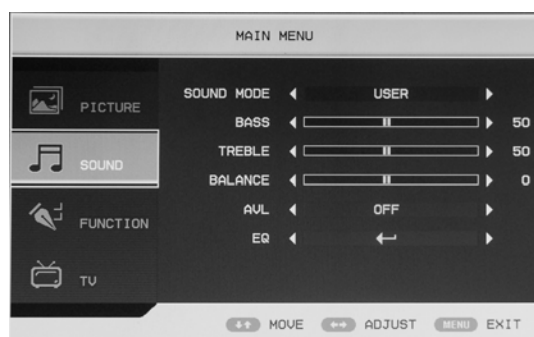 MAIN MENU
PICTURE
SOUND
FUNCTION
TV
SOUND MODE USER
BASS 50
TREBLE 50
BALANCE 0
AVL OFF
EQ
MOVE ADJUST MENU EXIT